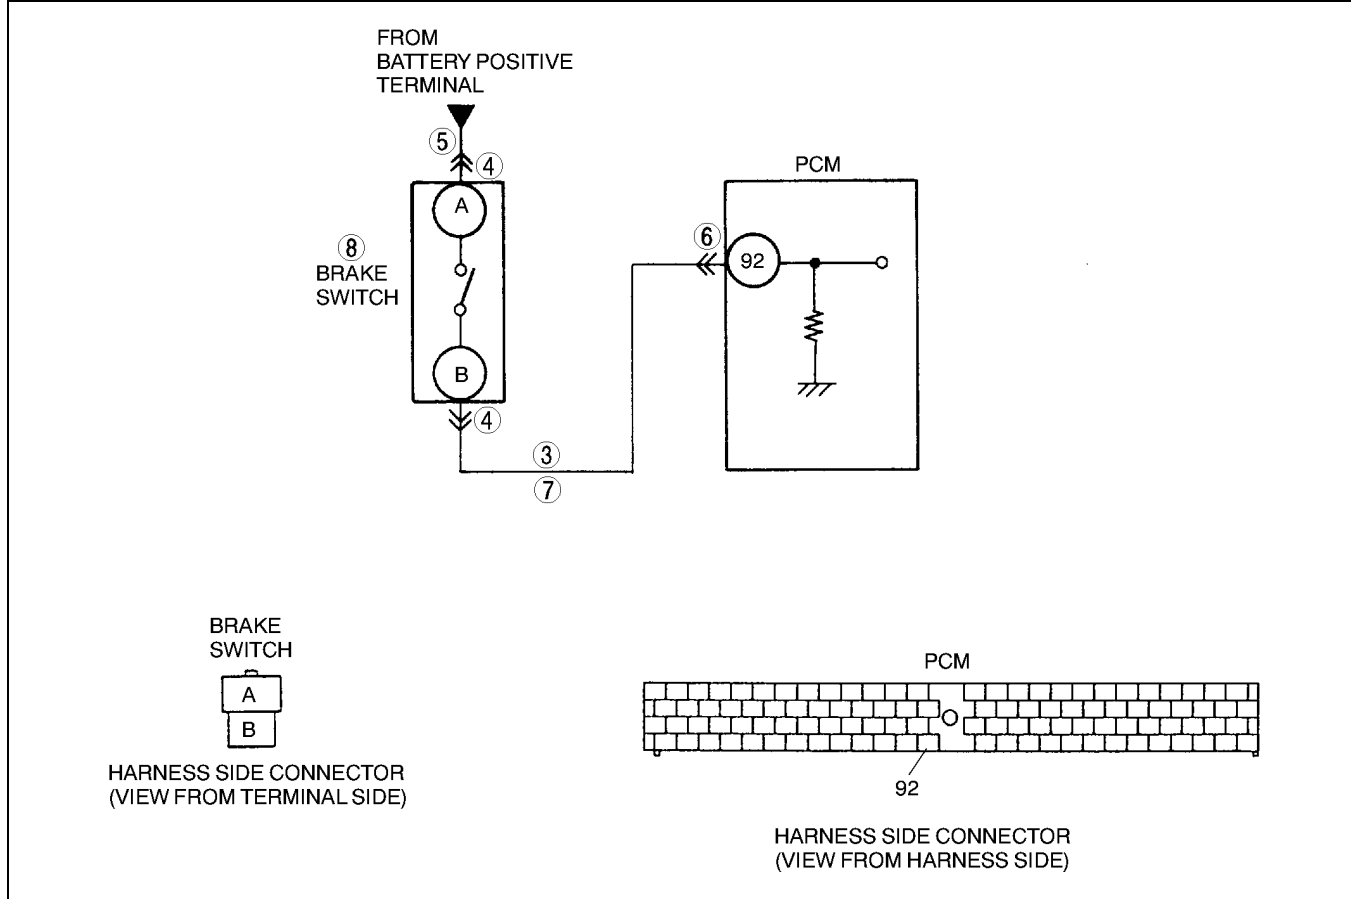 FROM
BATTERY POSITIVE
TERMINAL
5
4
PCM
A
6
8
92
BRAKE
SWITCH
B
4
3
7
BRAKE
SWITCH
PCM
A
B
HARNESS SIDE CONNECTOR
(VIEW FROM TERMINAL SIDE)
92
HARNESS SIDE CONNECTOR
(VIEW FROM HARNESS SIDE)